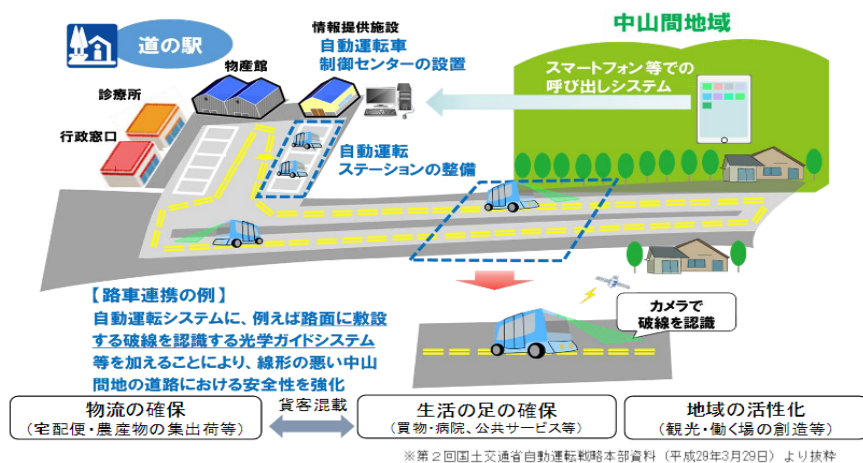 道の駅
情報提供施設
自動運転車
制御センターの設置
物産館
診療所
行政窓口
自動運転
ステーションの整備
中山間地域
スマートフォン等での
呼び出しシステム
【路車連携の例】
自動運転システムに、例えば路面に敷設
する破線を認識する光学ガイドシステム
等を加えることにより、線形の悪い中山
間地の道路における安全性を強化
カメラで
破線を認識
物流の確保
(宅配便・農産物の集出荷等)
貨客混載
生活の足の確保
(買物・病院、公共サービス等)
地域の活性化
(観光・働く場の創造等)
※第2回国土交通省自動運転戦略本部資料(平成29年3月29日)より抜粋